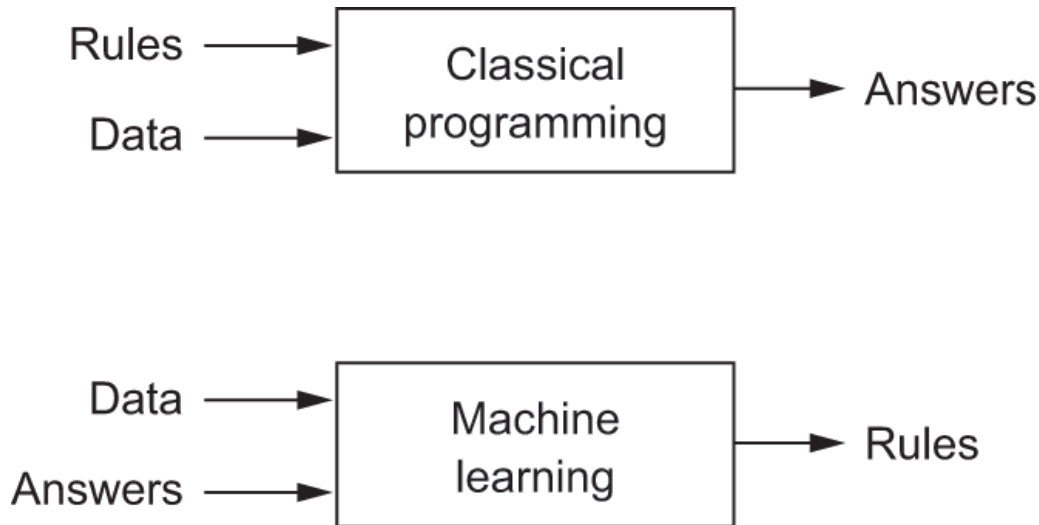 Rules
Data
Classical
programming
Answers
Data
Answers
Machine
learning
Rules